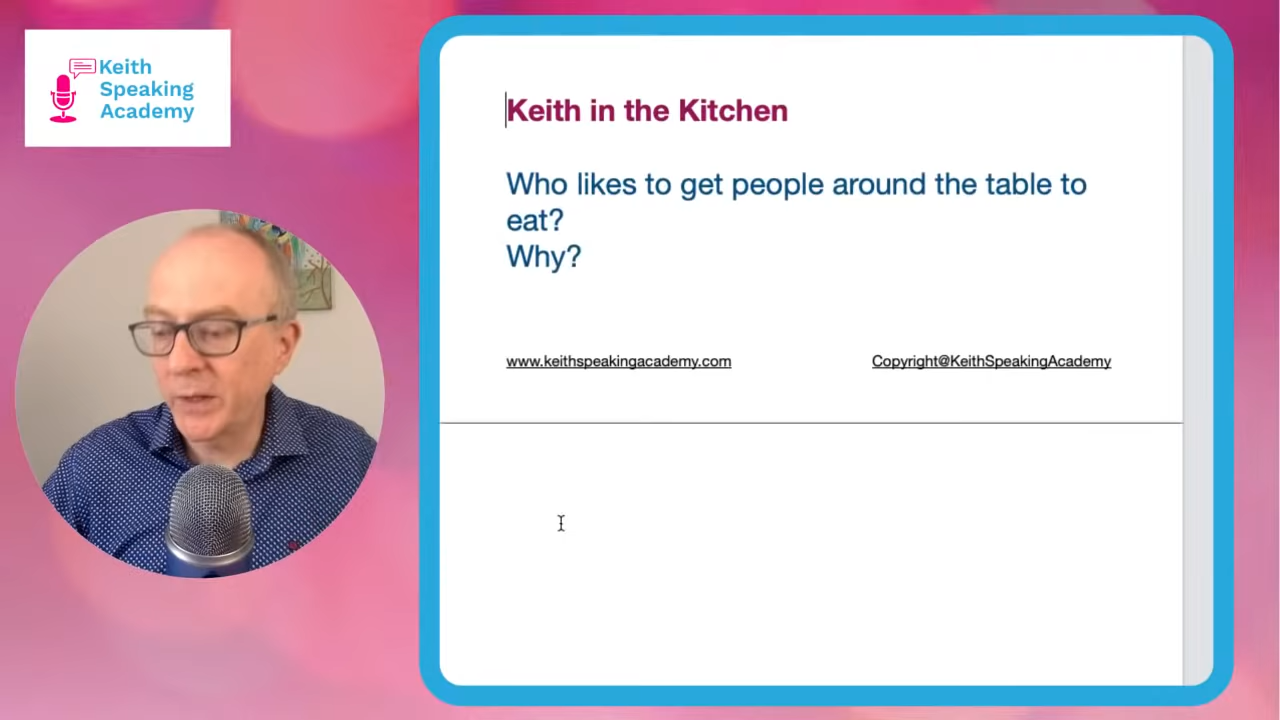 Keith
Speaking
Academy
Keith in the Kitchen
Who likes to get people around the table to
eat?
Why?
www.keithspeakingacademy.com
Copyright@KeithSpeakingAcademy